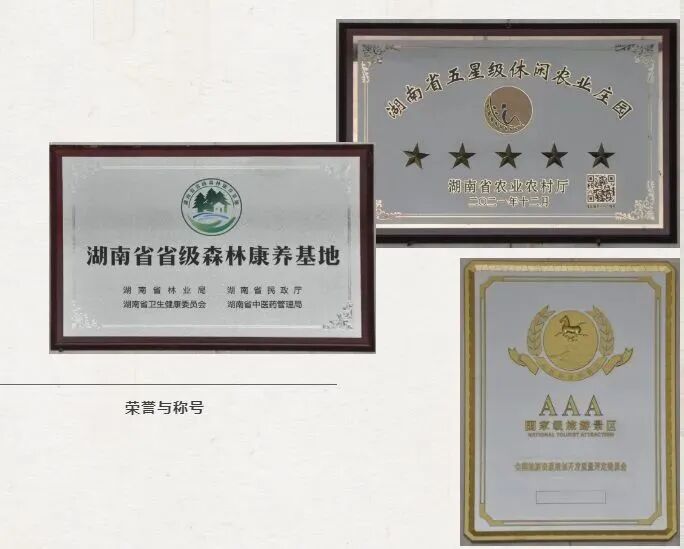 湖南省五星级休闲农业庄园
湖南省农业农村厅
二〇二一年十二月
湖南省省级森林康养基地
湖南省林业局 湖南省民政厅
湖南省卫生健康委员会 湖南省中医药管理局
荣誉与称号
AAA
国家级旅游景区
NATIONAL TOURIST ATTRACTION